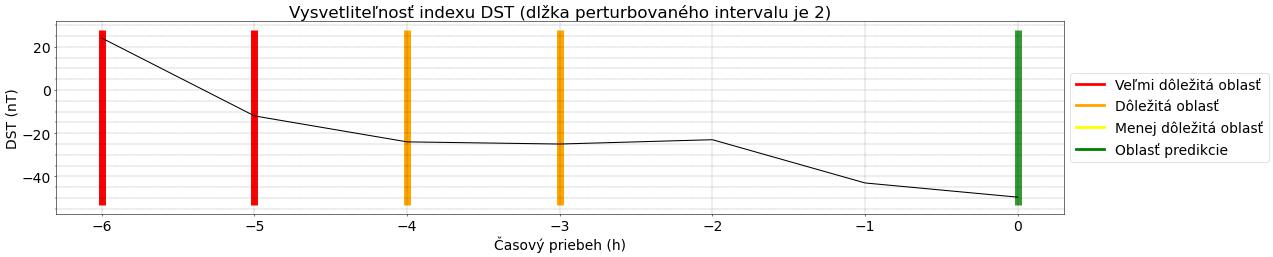 Vysvetliteľnosť indexu DST (dlžka perturbovaného intervalu je 2)
DST (nT)
20
0
−20
−40
−6
−5
−4
−3
−2
−1
0
Časový priebeh (h)
Veľmi dôležitá oblasť
Dôležitá oblasť
Menej dôležitá oblasť
Oblasť predikcie